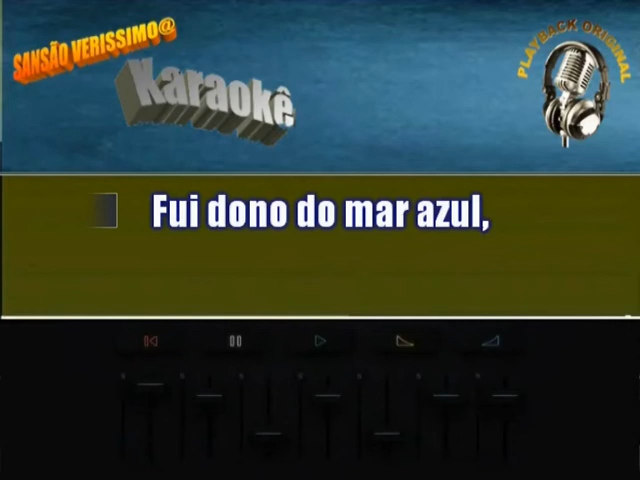 SANSÃO VERISSIMO@
Karaokê
PLAYBACK ORIGINAL
Fui dono do mar azul,